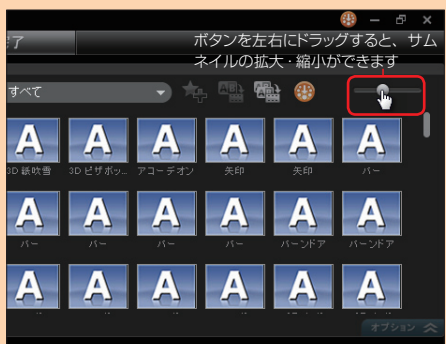 了
ボタンを左右にドラッグすると、サム
ネイルの拡大・縮小ができます
すべて
A A A A A A
3D 紙吹雪 3D ピザボッ... アコーデオン 矢印 矢印 バー
A A A A A A
バー バー バー バー バーンドア バーンドア
A A A A A A
オプション